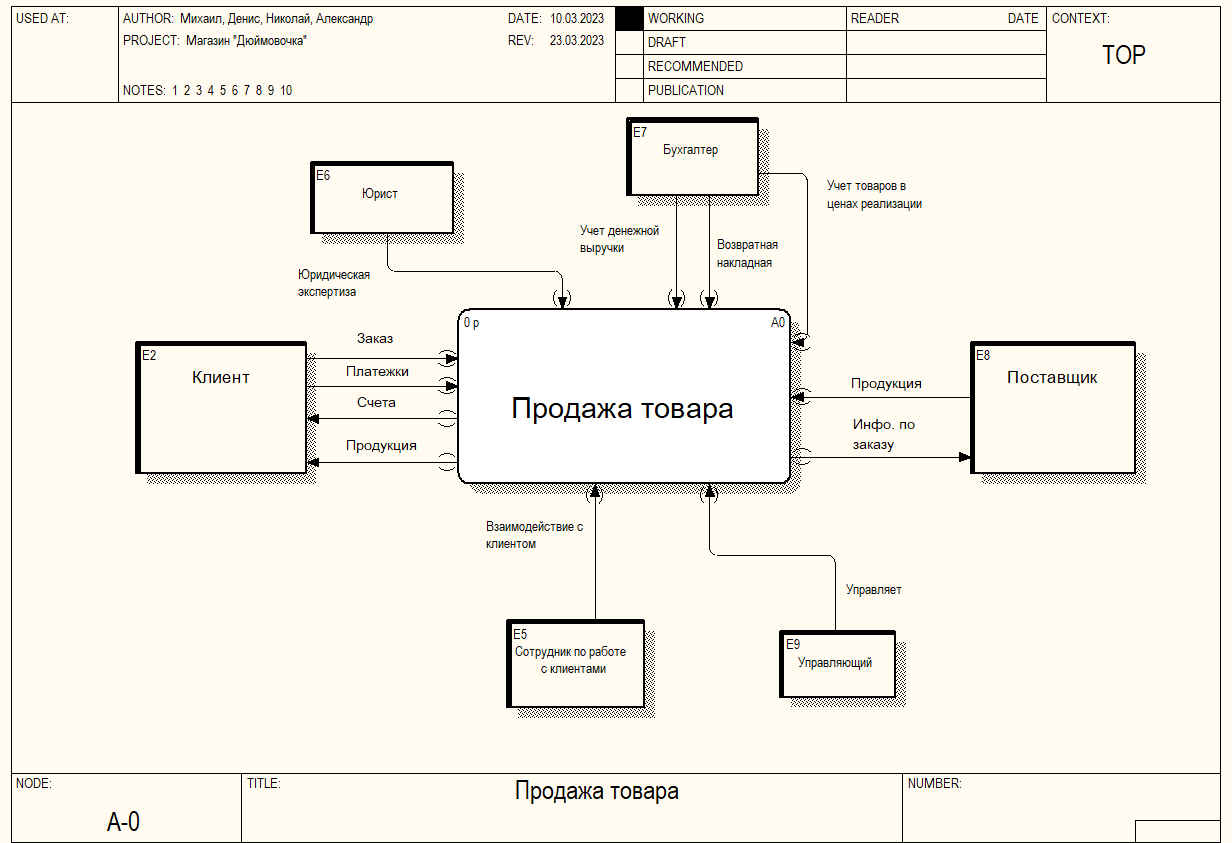 USED AT:
AUTHOR: Михаил, Денис, Николай, Александр
DATE: 10.03.2023
PROJECT: Магазин "Дюймовочка"
REV: 23.03.2023
NOTES: 1 2 3 4 5 6 7 8 9 10
WORKING
DRAFT
RECOMMENDED
PUBLICATION
READER DATE
CONTEXT:
TOP
E7
Бухгалтер
E6
Юрист
Учет товаров в
ценах реализации
Учет денежной
выручки
Возвратная
накладная
Юридическая
экспертиза
0 р
A0
Продажа товара
E2
Клиент
Заказ
Платежки
Счета
Продукция
E8
Поставщик
Продукция
Инфо. по
заказу
Взаимодействие с
клиентом
Управляет
E5
Сотрудник по работе
с клиентами
E9
Управляющий
NODE:
A-0
TITLE:
Продажа товара
NUMBER: